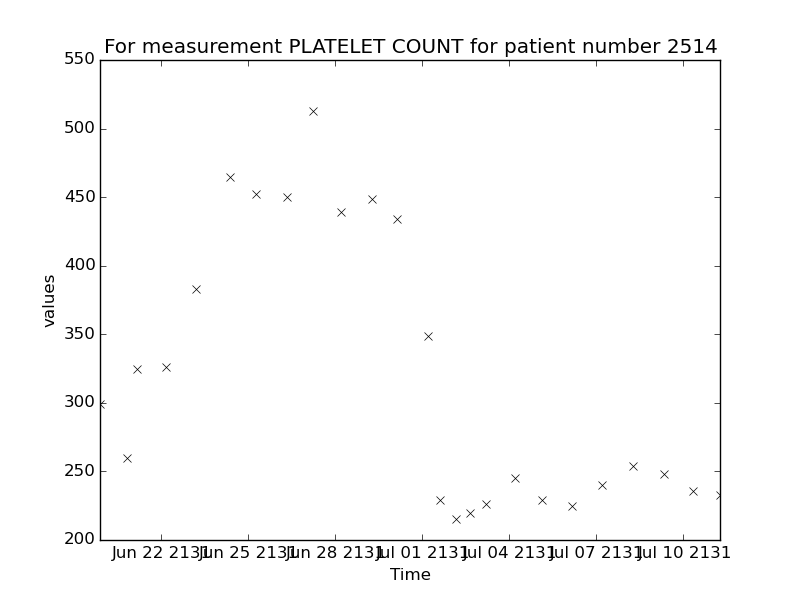 For measurement PLATELET COUNT for patient number 2514
550
500
450
400
350
300
250
200
values
Jun 22 2131 Jun 25 2131 Jun 28 2131 Jul 01 2131 Jul 04 2131 Jul 07 2131 Jul 10 2131
Time